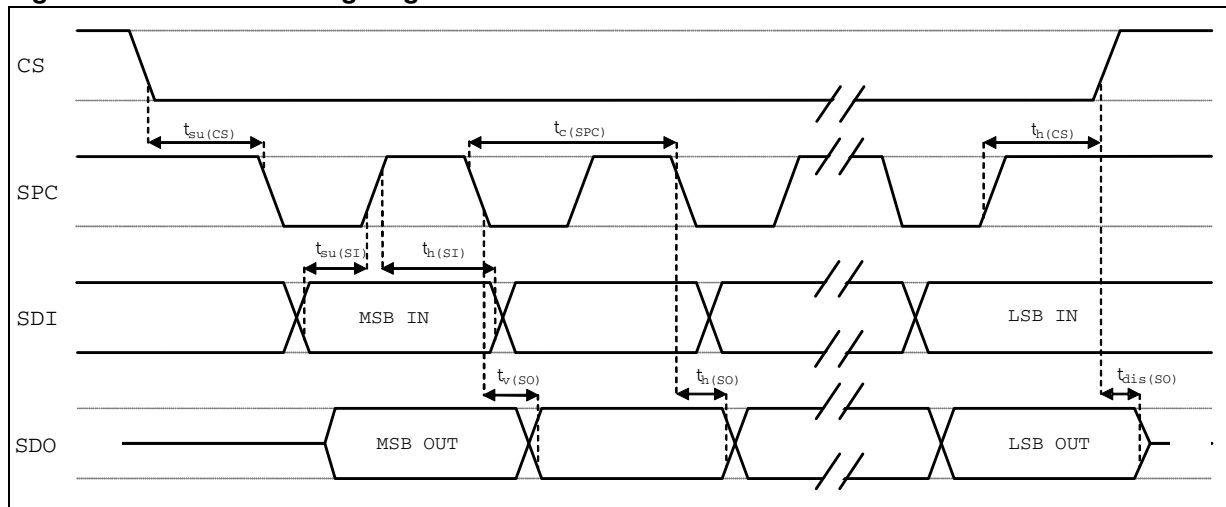 CS
t_su(CS)
t_c(SPC)
t_h(CS)
SPC
t_su(SI)
t_h(SI)
SDI
MSB IN
LSB IN
t_v(SO)
t_h(SO)
t_dis(SO)
SDO
MSB OUT
LSB OUT